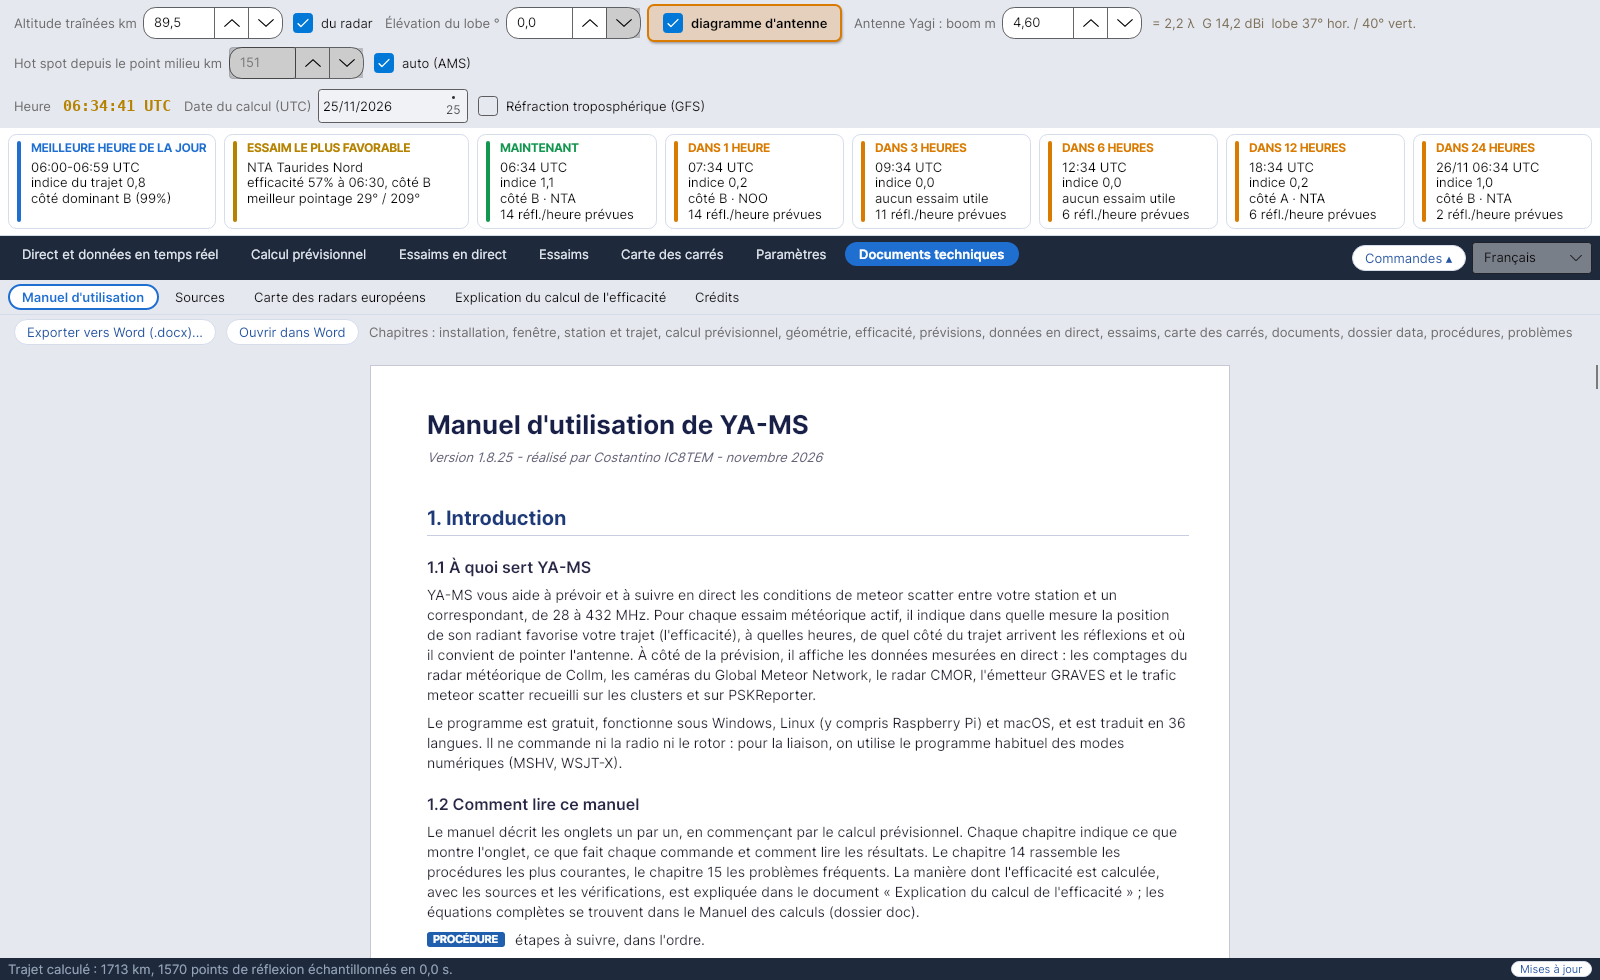 Altitude traînées km 89,5 du radar Élévation du lobe ° 0,0 diagramme d'antenne Antenne Yagi : boom m 4,60 = 2,2 λ G 14,2 dBi lobe 37° hor. / 40° vert.
Hot spot depuis le point milieu km 151 auto (AMS)
Heure 06:34:41 UTC Date du calcul (UTC) 25/11/2026 25 Réfraction troposphérique (GFS)
MEILLEURE HEURE DE LA JOUR
06:00-06:59 UTC
indice du trajet 0,8
côté dominant B (99%)
ESSAIM LE PLUS FAVORABLE
NTA Taurides Nord
efficacité 57% à 06:30, côté B
meilleur pointage 29° / 209°
MAINTENANT
06:34 UTC
indice 1,1
côté B · NTA
14 réfl./heure prévues
DANS 1 HEURE
07:34 UTC
indice 0,2
côté B · NOO
14 réfl./heure prévues
DANS 3 HEURES
09:34 UTC
indice 0,0
aucun essaim utile
11 réfl./heure prévues
DANS 6 HEURES
12:34 UTC
indice 0,0
aucun essaim utile
6 réfl./heure prévues
DANS 12 HEURES
18:34 UTC
indice 0,2
côté A · NTA
6 réfl./heure prévues
DANS 24 HEURES
26/11 06:34 UTC
indice 1,0
côté B · NTA
2 réfl./heure prévues
Direct et données en temps réel Calcul prévisionnel Essaims en direct Essaims Carte des carrés Paramètres Documents techniques Commandes ▴ Français
Manuel d'utilisation Sources Carte des radars européens Explication du calcul de l'efficacité Crédits
Exporter vers Word (.docx)... Ouvrir dans Word Chapitres : installation, fenêtre, station et trajet, calcul prévisionnel, géométrie, efficacité, prévisions, données en direct, essaims, carte des carrés, documents, dossier data, procédures, problèmes
Manuel d'utilisation de YA-MS
Version 1.8.25 - réalisé par Costantino IC8TEM - novembre 2026
1. Introduction
1.1 À quoi sert YA-MS
YA-MS vous aide à prévoir et à suivre en direct les conditions de meteor scatter entre votre station et un
correspondant, de 28 à 432 MHz. Pour chaque essaim météorique actif, il indique dans quelle mesure la position
de son radiant favorise votre trajet (l'efficacité), à quelles heures, de quel côté du trajet arrivent les réflexions et où
il convient de pointer l'antenne. À côté de la prévision, il affiche les données mesurées en direct : les comptages du
radar météorique de Collm, les caméras du Global Meteor Network, le radar CMOR, l'émetteur GRAVES et le trafic
meteor scatter recueilli sur les clusters et sur PSKReporter.
Le programme est gratuit, fonctionne sous Windows, Linux (y compris Raspberry Pi) et macOS, et est traduit en 36
langues. Il ne commande ni la radio ni le rotor : pour la liaison, on utilise le programme habituel des modes
numériques (MSHV, WSJT-X).
1.2 Comment lire ce manuel
Le manuel décrit les onglets un par un, en commençant par le calcul prévisionnel. Chaque chapitre indique ce que
montre l'onglet, ce que fait chaque commande et comment lire les résultats. Le chapitre 14 rassemble les
procédures les plus courantes, le chapitre 15 les problèmes fréquents. La manière dont l'efficacité est calculée,
avec les sources et les vérifications, est expliquée dans le document « Explication du calcul de l'efficacité » ; les
équations complètes se trouvent dans le Manuel des calculs (dossier doc).
PROCÉDURE étapes à suivre, dans l'ordre.
Trajet calculé : 1713 km, 1570 points de réflexion échantillonnés en 0,0 s. Mises à jour